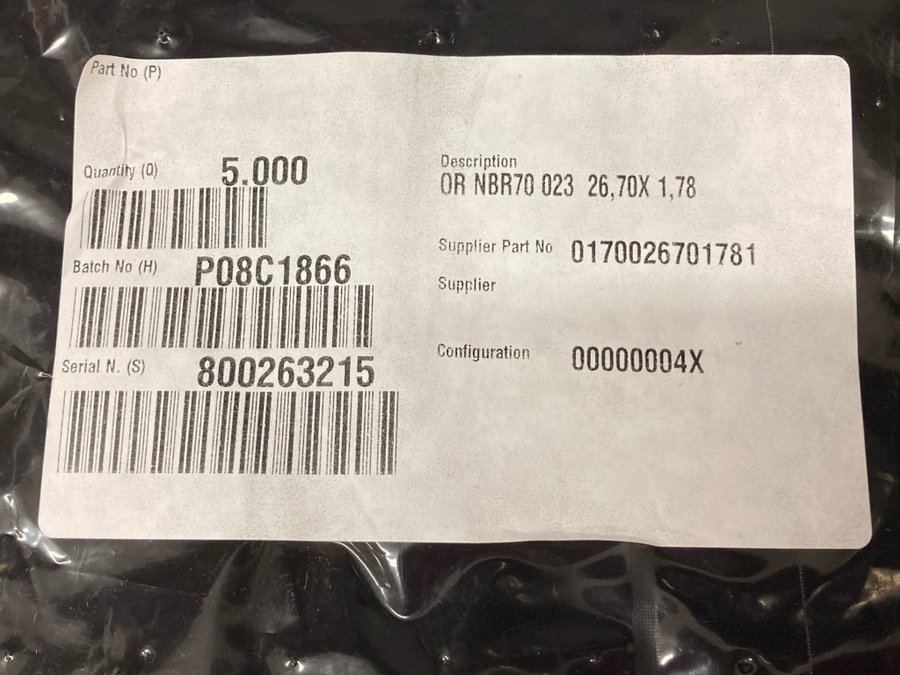 Part No (P)
Quantity (Q) 5.000
Batch No (H) P08C1866
Serial N. (S) 800263215
Description
OR NBR70 023 26,70X 1,78
Supplier Part No 0170026701781
Supplier
Configuration 00000004X